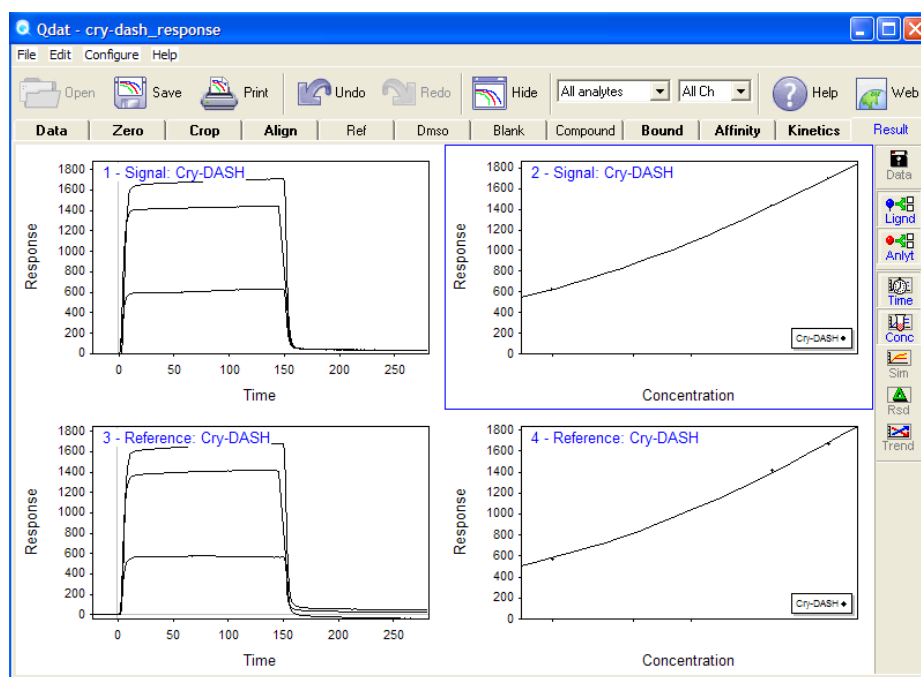 Qdat - cry-dash_response
File Edit Configure Help
Open Save Print Undo Redo Hide All analytes All Ch Help Web
Data Zero Crop Align Ref Dmso Blank Compound Bound Affinity Kinetics Result
1 - Signal: Cry-DASH
Response
1800
1600
1400
1200
1000
800
600
400
200
0
0 50 100 150 200 250
Time
2 - Signal: Cry-DASH
Response
1800
1600
1400
1200
1000
800
600
400
200
0
Cry-DASH
Concentration
3 - Reference: Cry-DASH
Response
1800
1600
1400
1200
1000
800
600
400
200
0
0 50 100 150 200 250
Time
4 - Reference: Cry-DASH
Response
1800
1600
1400
1200
1000
800
600
400
200
0
Cry-DASH
Concentration
Data
Lignd
Anlyt
Time
Conc
Sim
Rsd
Trend